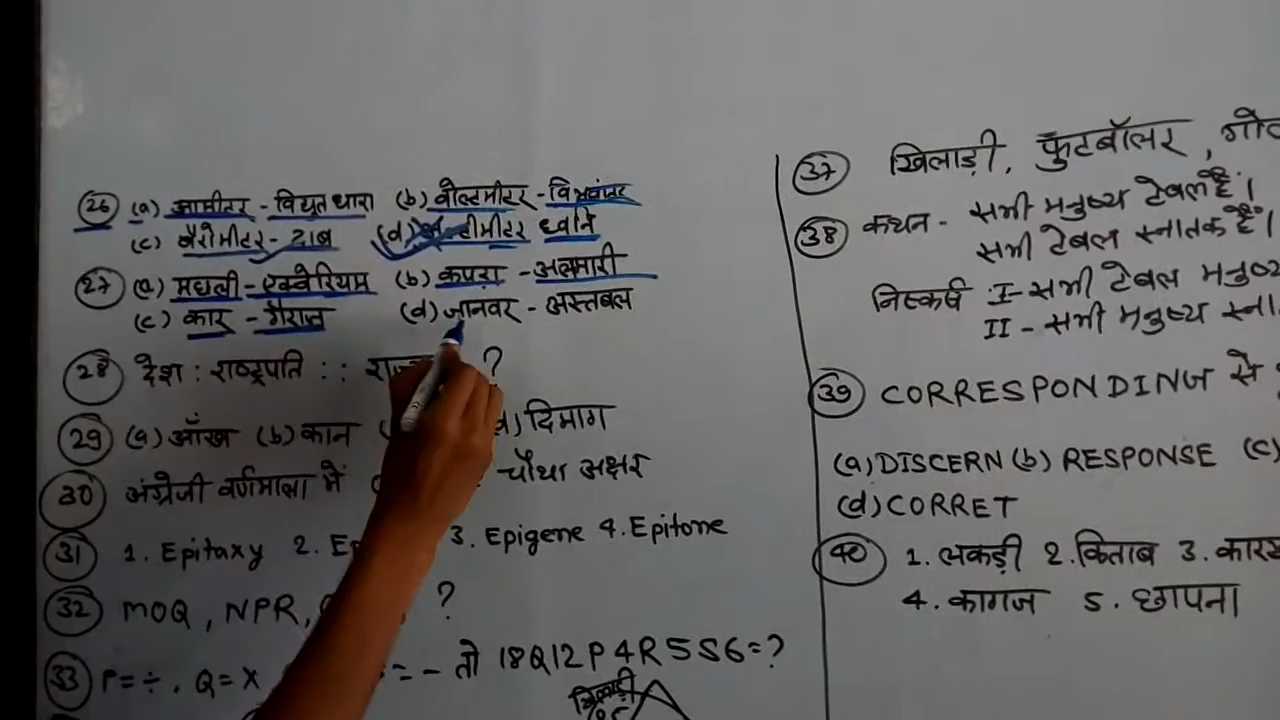 26 (a) आमीटर - विद्युत धारा (b) वोल्टमीटर - विभवांतर
(c) बैरोमीटर - दाब (d) टीमीटर ध्वनि
27 (a) मछली - एक्वेरियम (b) कपरा - अलमारी
(c) कार - गैराज (d) जानवर - अस्तबल
28 देश : राष्ट्रपति : : ?
29 (a) आँख (b) कान (d) दिमाग
30 अंग्रेजी वर्णमाला में चौथा अक्षर
31 1. Epitaxy 2. 3. Epigene 4. Epitome
32 MOQ, NPR, ?
33 P = ÷, Q = × = - तो 18Q12P4R5S6=?
खिलाड़ी
37 खिलाड़ी, फुटबॉलर,
38 कथन - सभी मनुष्य टेबल हैं।
सभी टेबल स्नातक हैं।
निष्कर्ष I - सभी टेबल मनुष्य
II - सभी मनुष्य
39 CORRESPONDING से
(a) DISCERN (b) RESPONSE (c)
(d) CORRET
40 1. लकड़ी 2. किताब 3.
4. कागज 5. छापना